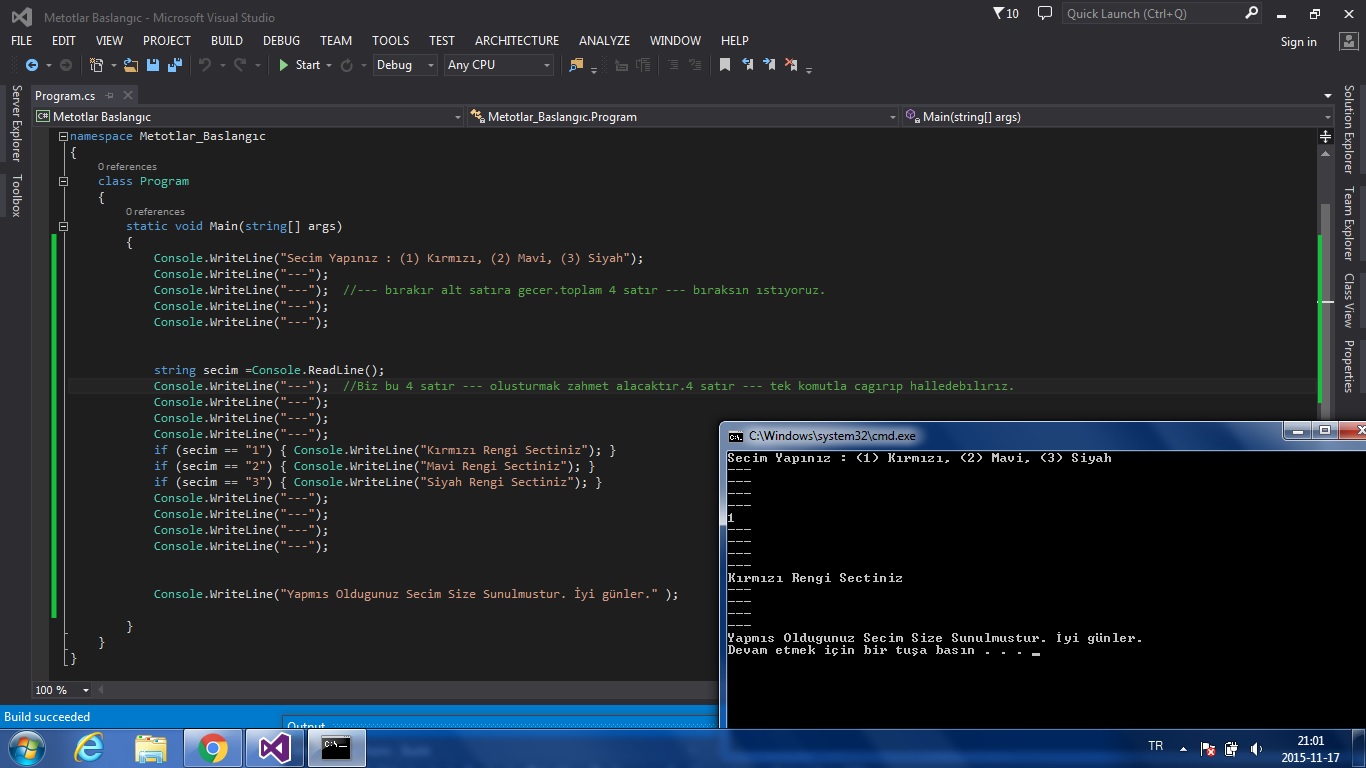 Metotlar Baslangıc - Microsoft Visual Studio
10
Quick Launch (Ctrl+Q)
FILE EDIT VIEW PROJECT BUILD DEBUG TEAM TOOLS TEST ARCHITECTURE ANALYZE WINDOW HELP
Sign in
Start
Debug
Any CPU
Server Explorer
Toolbox
Program.cs
C# Metotlar Baslangıc
Metotlar_Baslangıc.Program
Main(string[] args)
namespace Metotlar_Baslangıc
{
0 references
class Program
{
0 references
static void Main(string[] args)
{
Console.WriteLine("Secim Yapınız : (1) Kırmızı, (2) Mavi, (3) Siyah");
Console.WriteLine("---");
Console.WriteLine("---");  //--- bırakır alt satıra gecer.toplam 4 satır --- bıraksın ıstıyoruz.
Console.WriteLine("---");
Console.WriteLine("---");
string secim =Console.ReadLine();
Console.WriteLine("---");  //Biz bu 4 satır --- olusturmak zahmet alacaktır.4 satır --- tek komutla cagırıp halledebılırız.
Console.WriteLine("---");
Console.WriteLine("---");
Console.WriteLine("---");
if (secim == "1") { Console.WriteLine("Kırmızı Rengi Sectiniz"); }
if (secim == "2") { Console.WriteLine("Mavi Rengi Sectiniz"); }
if (secim == "3") { Console.WriteLine("Siyah Rengi Sectiniz"); }
Console.WriteLine("---");
Console.WriteLine("---");
Console.WriteLine("---");
Console.WriteLine("---");
Console.WriteLine("Yapmıs Oldugunuz Secim Size Sunulmustur. İyi günler." );
}
}
}
Solution Explorer
Team Explorer
Class View
Properties
C:\Windows\system32\cmd.exe
Secim Yapınız : (1) Kırmızı, (2) Mavi, (3) Siyah
---
---
---
---
1
---
---
---
---
Kırmızı Rengi Sectiniz
---
---
---
---
Yapmıs Oldugunuz Secim Size Sunulmustur. İyi günler.
Devam etmek için bir tuşa basın . . . _
100 %
Build succeeded
Output
TR
21:01
2015-11-17